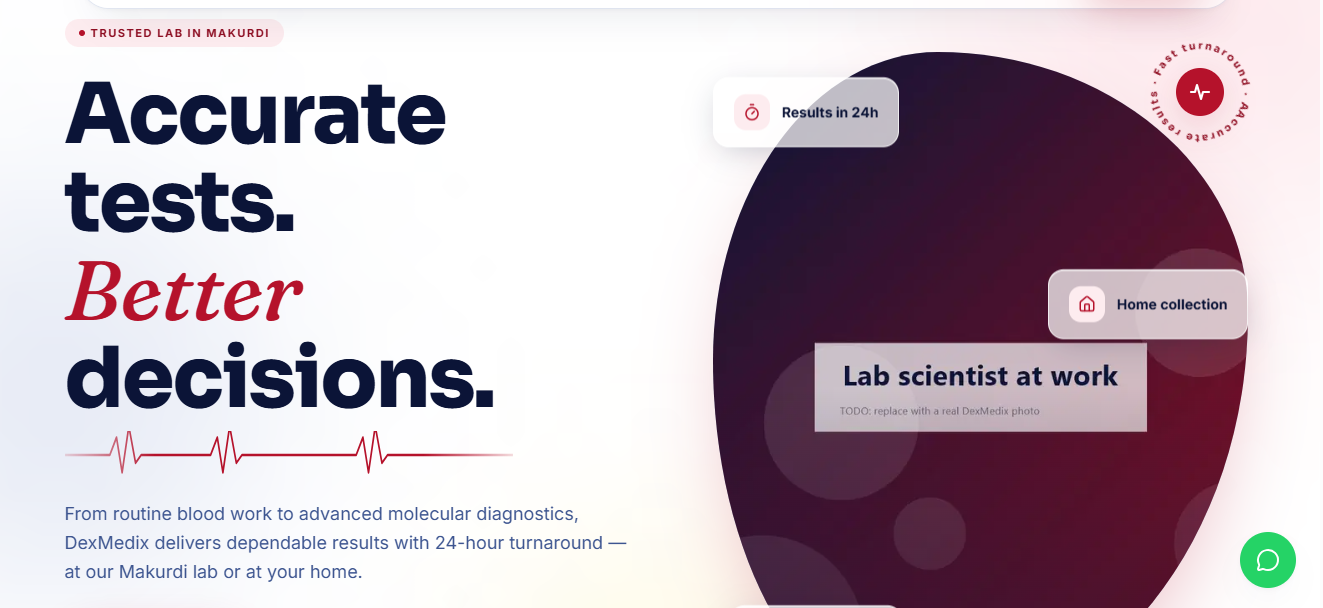 TRUSTED LAB IN MAKURDI
Accurate
tests.
Better
decisions.
From routine blood work to advanced molecular diagnostics,
DexMedix delivers dependable results with 24-hour turnaround —
at our Makurdi lab or at your home.
Results in 24h
Fast turnaround · AAccurate results ·
Home collection
Lab scientist at work
TODO: replace with a real DexMedix photo